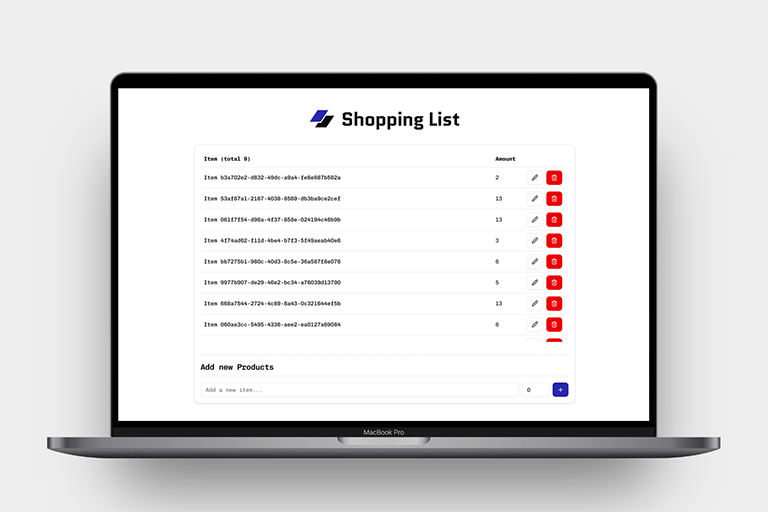 Shopping List
Item (total 9) Amount
Item b3a702e2-d832-49dc-a9a4-fe6e687b562a 2
Item 53af67a1-2167-4038-8569-db3ba9ce2cef 13
Item 061f7f54-d96a-4f37-858e-024194c46b9b 13
Item 4f74ad62-f11d-4be4-b7f3-5f49aeab40e6 3
Item bb7275b1-980c-40d3-8c5e-36a587f8e076 6
Item 9977b907-de29-46e2-bc34-a76039d13790 5
Item 668a7544-2724-4c89-8a43-0c321644ef5b 13
Item 060ae3cc-5495-4336-aee2-ea0127a69084 6
Add new Products
Add a new item... 0
MacBook Pro